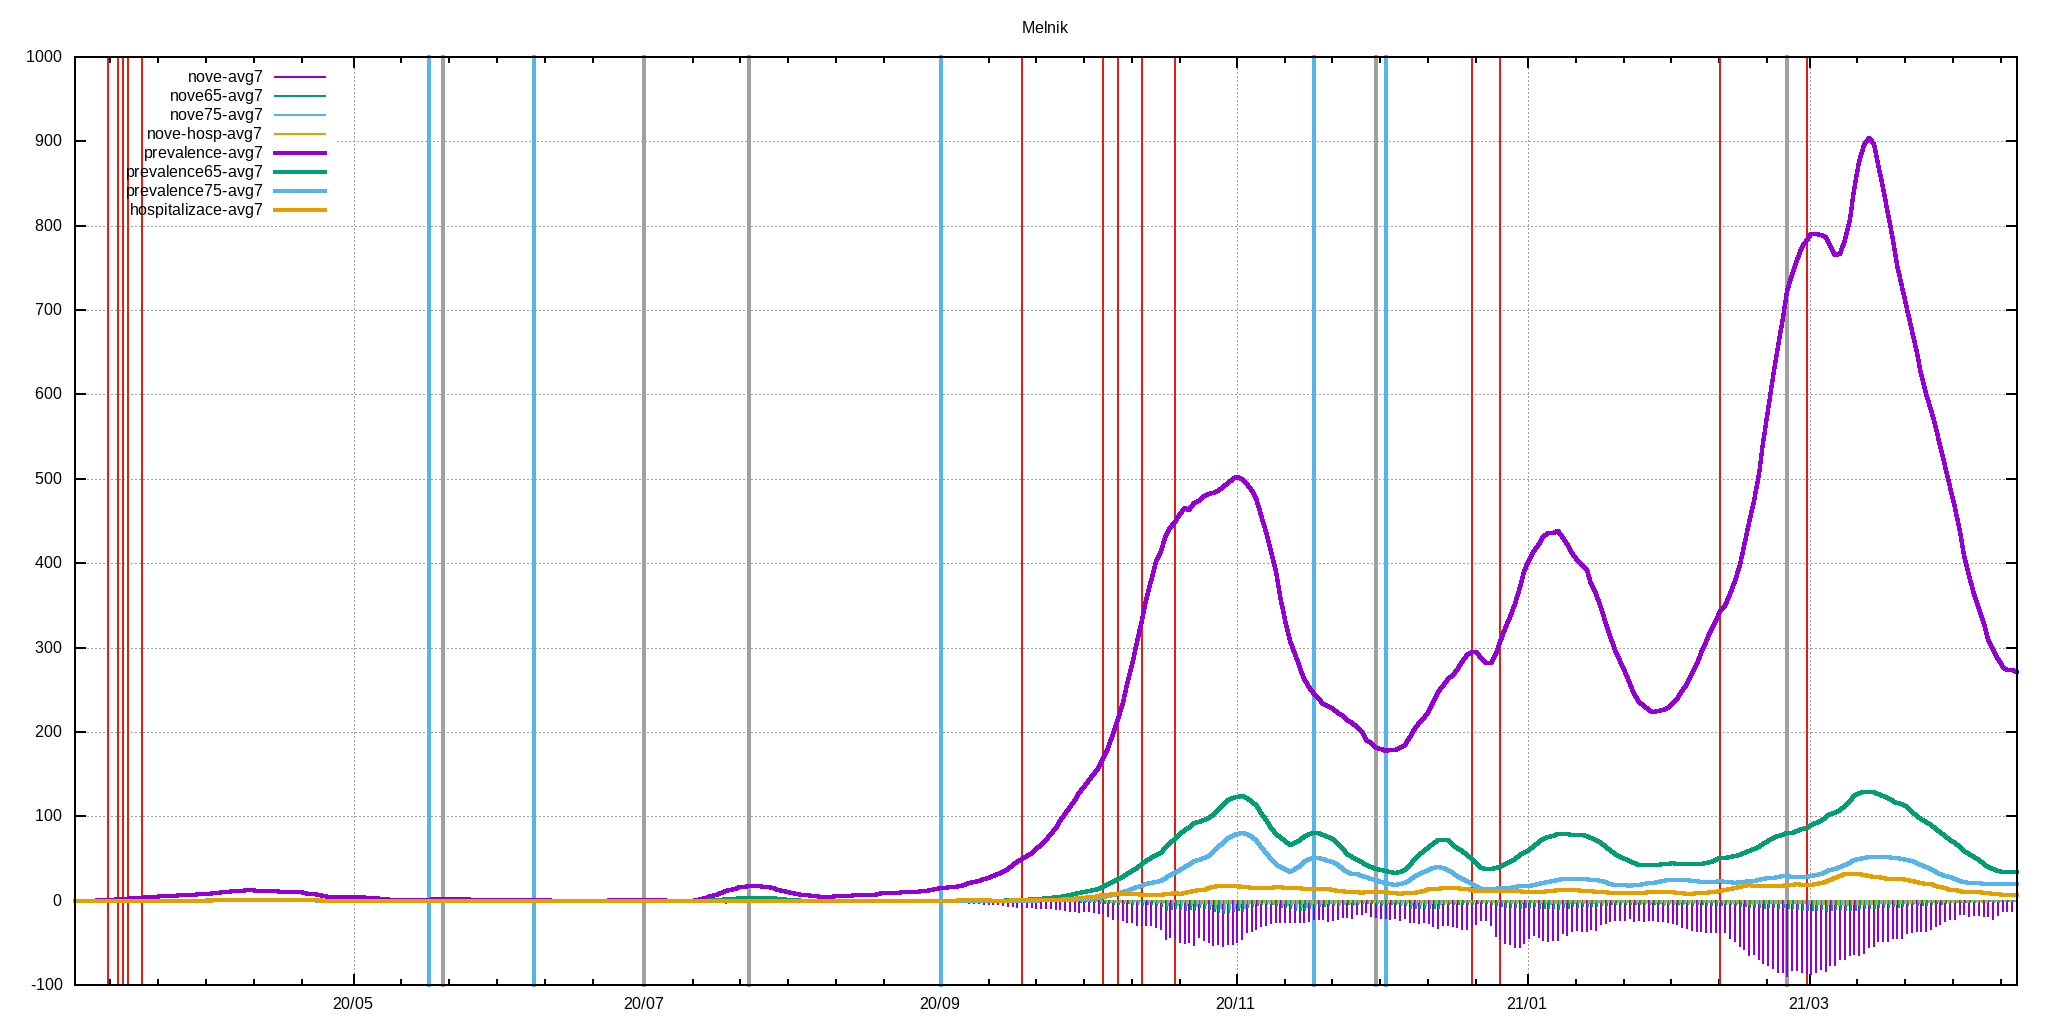 Melnik
1000
900
800
700
600
500
400
300
200
100
0
-100
nove-avg7
nove65-avg7
nove75-avg7
nove-hosp-avg7
prevalence-avg7
prevalence65-avg7
prevalence75-avg7
hospitalizace-avg7
20/05
20/07
20/09
20/11
21/01
21/03